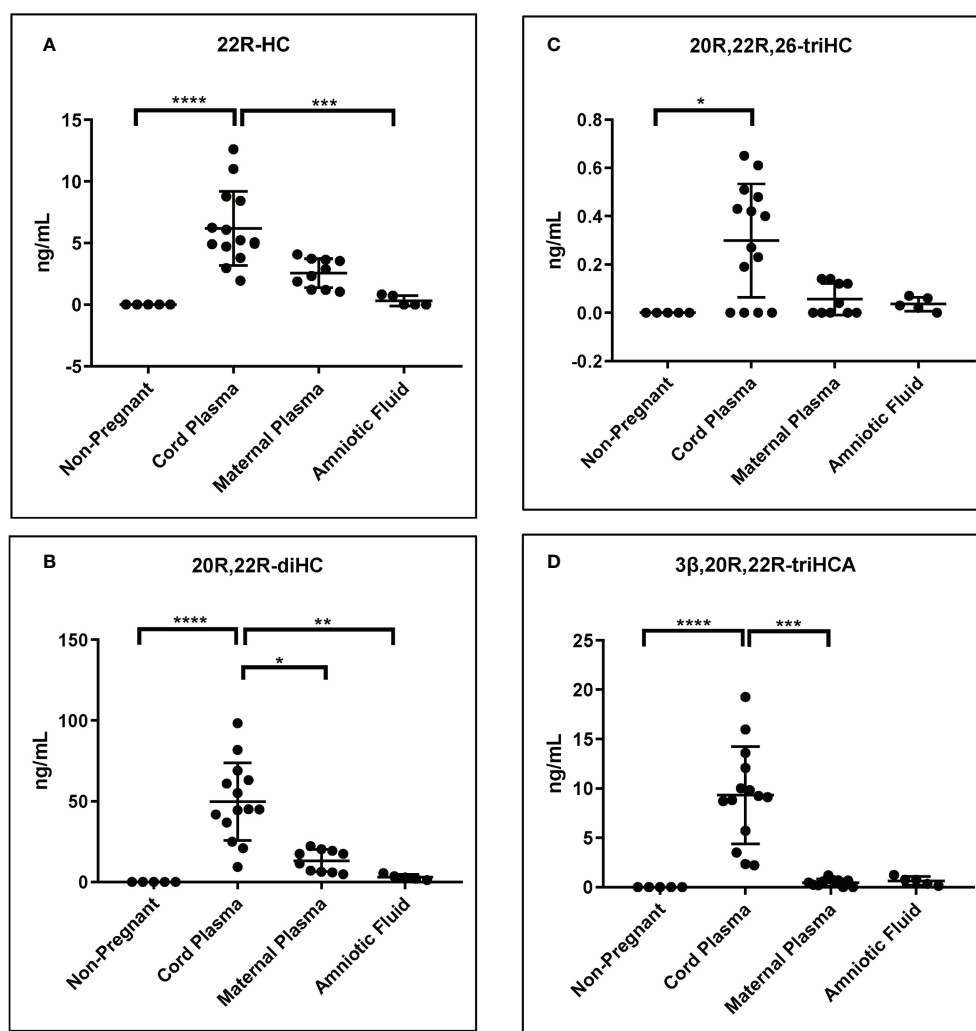 A
22R-HC
**** ***
15
10
5
0
-5
ng/mL
Non-Pregnant
Cord Plasma
Maternal Plasma
Amniotic Fluid
C
20R,22R,26-triHC
*
0.8
0.6
0.4
0.2
0.0
-0.2
ng/mL
Non-Pregnant
Cord Plasma
Maternal Plasma
Amniotic Fluid
B
20R,22R-diHC
**** **
*
150
100
50
0
ng/mL
Non-Pregnant
Cord Plasma
Maternal Plasma
Amniotic Fluid
D
3β,20R,22R-triHCA
**** ***
25
20
15
10
5
0
ng/mL
Non-Pregnant
Cord Plasma
Maternal Plasma
Amniotic Fluid